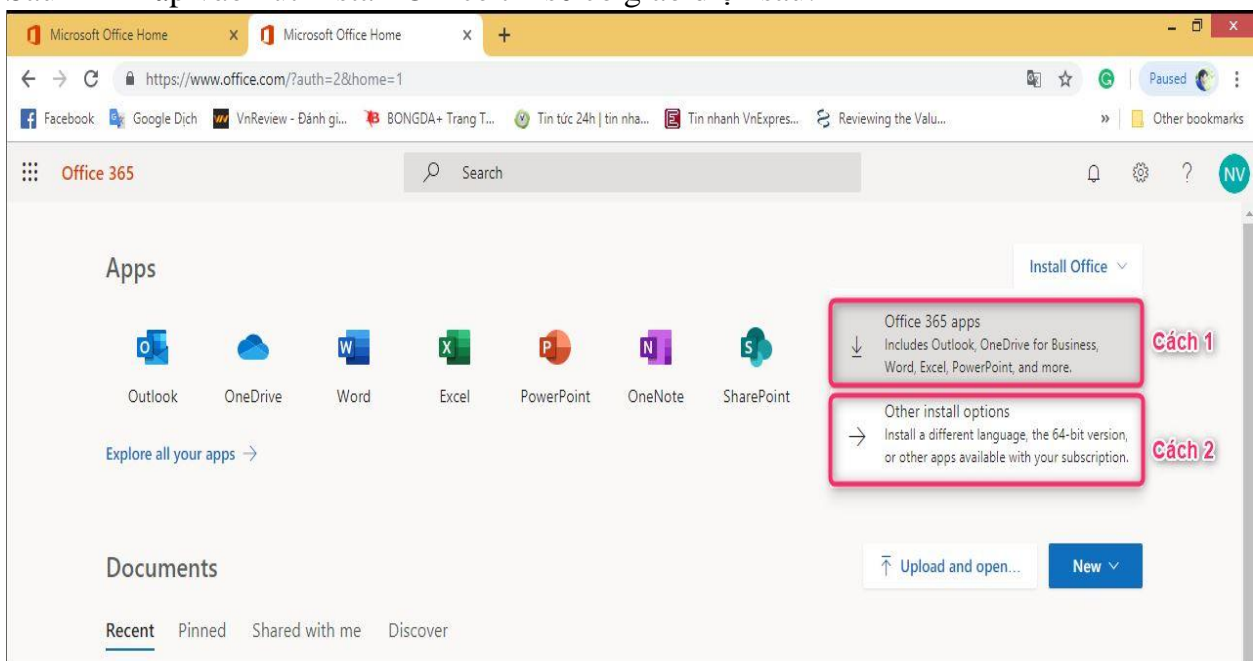 Microsoft Office Home
Microsoft Office Home
https://www.office.com/?auth=2&home=1
Paused
Facebook
Google Dịch
VnReview - Đánh gi...
BONGDA+ Trang T...
Tin tức 24h | tin nha...
Tin nhanh VnExpres...
Reviewing the Valu...
»
Other bookmarks
Office 365
Search
?
NV
Apps
Install Office
Office 365 apps
Includes Outlook, OneDrive for Business,
Word, Excel, PowerPoint, and more.
Cách 1
Outlook
OneDrive
Word
Excel
PowerPoint
OneNote
SharePoint
Other install options
Install a different language, the 64-bit version,
or other apps available with your subscription.
Cách 2
Explore all your apps →
Documents
Upload and open...
New
Recent
Pinned
Shared with me
Discover